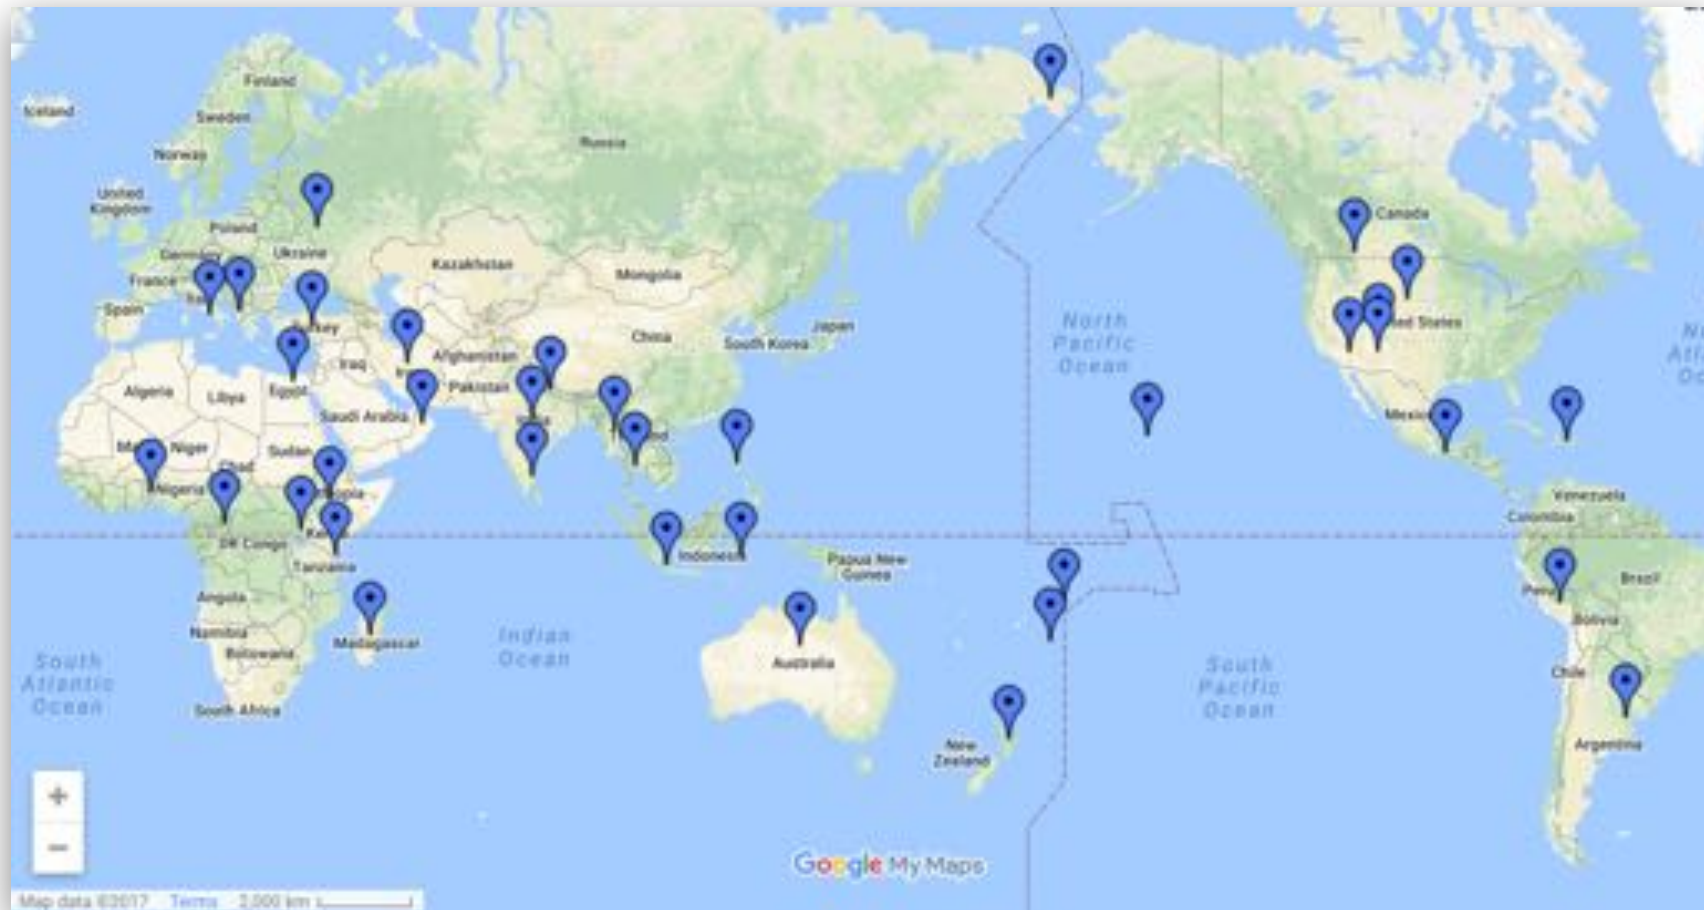 Iceland
Finland
Sweden
Norway
Russia
United
Kingdom
Poland
Germany
Ukraine
France
Spain
Kazakhstan
Mongolia
Canada
Japan
China
South Korea
North
Pacific
Ocean
Iraq
Afghanistan
Algeria
Libya
Egypt
Pakistan
Saudi Arabia
Mexico
Niger
Sudan
Chad
Nigeria
Venezuela
Colombia
DR Congo
Tanzania
Indonesia
Papua New
Guinea
Peru
Brazil
Angola
Bolivia
Namibia
Botswana
Madagascar
Indian
Ocean
Australia
South
Atlantic
Ocean
South
Pacific
Ocean
Chile
South Africa
New
Zealand
Argentina
+
−
Google My Maps
Map data ©2017 Terms 2,000 km